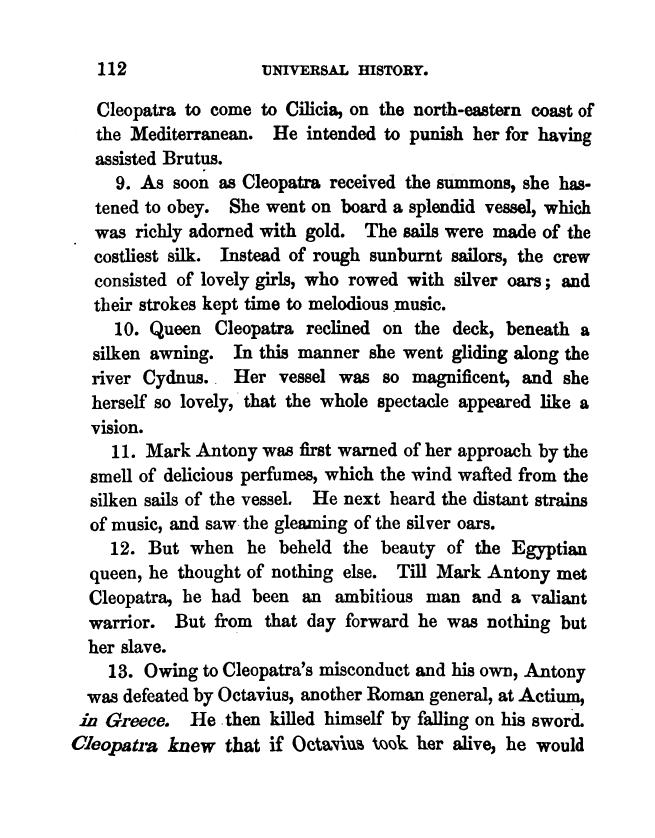 112 UNIVERSAL HISTORY.
Cleopatra to come to Cilicia, on the north-eastern coast of
the Mediterranean. He intended to punish her for having
assisted Brutus.
9. As soon as Cleopatra received the summons, she has-
tened to obey. She went on board a splendid vessel, which
was richly adorned with gold. The sails were made of the
costliest silk. Instead of rough sunburnt sailors, the crew
consisted of lovely girls, who rowed with silver oars; and
their strokes kept time to melodious music.
10. Queen Cleopatra reclined on the deck, beneath a
silken awning. In this manner she went gliding along the
river Cydnus. Her vessel was so magnificent, and she
herself so lovely, that the whole spectacle appeared like a
vision.
11. Mark Antony was first warned of her approach by the
smell of delicious perfumes, which the wind wafted from the
silken sails of the vessel. He next heard the distant strains
of music, and saw the gleaming of the silver oars.
12. But when he beheld the beauty of the Egyptian
queen, he thought of nothing else. Till Mark Antony met
Cleopatra, he had been an ambitious man and a valiant
warrior. But from that day forward he was nothing but
her slave.
13. Owing to Cleopatra's misconduct and his own, Antony
was defeated by Octavius, another Roman general, at Actium,
in Greece. He then killed himself by falling on his sword.
Cleopatra knew that if Octavius took her alive, he would